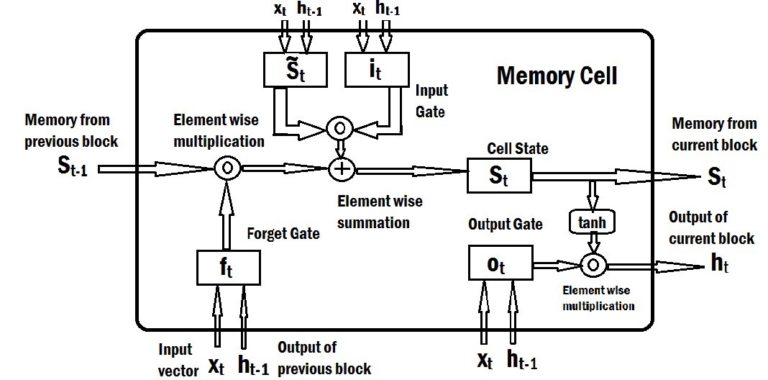 xₜ hₜ₋₁ xₜ hₜ₋₁
S̃ₜ
iₜ
Memory Cell
Input
Gate
Memory from
previous block
Sₜ₋₁
Element wise
multiplication
Element wise
summation
Cell State
Sₜ
Memory from
current block
Sₜ
Forget Gate
fₜ
Output Gate
oₜ
tanh
Output of
current block
hₜ
Element wise
multiplication
Input
vector xₜ
hₜ₋₁ Output of
previous block
xₜ hₜ₋₁